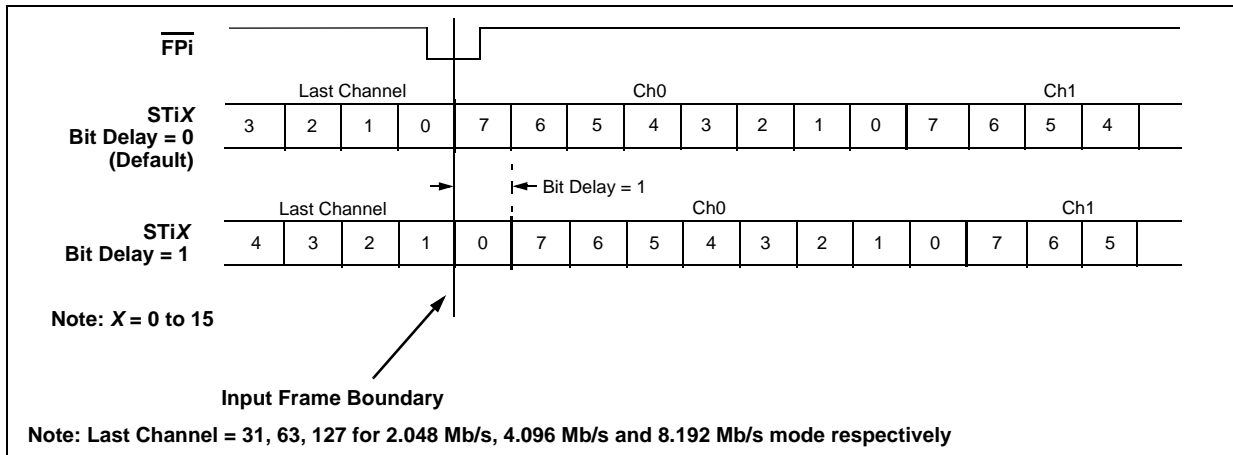 FPi
Last Channel Ch0 Ch1
STiX
Bit Delay = 0
(Default)
3 2 1 0 7 6 5 4 3 2 1 0 7 6 5 4
Bit Delay = 1
Last Channel Ch0 Ch1
STiX
Bit Delay = 1
4 3 2 1 0 7 6 5 4 3 2 1 0 7 6 5
Note: X = 0 to 15
Input Frame Boundary
Note: Last Channel = 31, 63, 127 for 2.048 Mb/s, 4.096 Mb/s and 8.192 Mb/s mode respectively